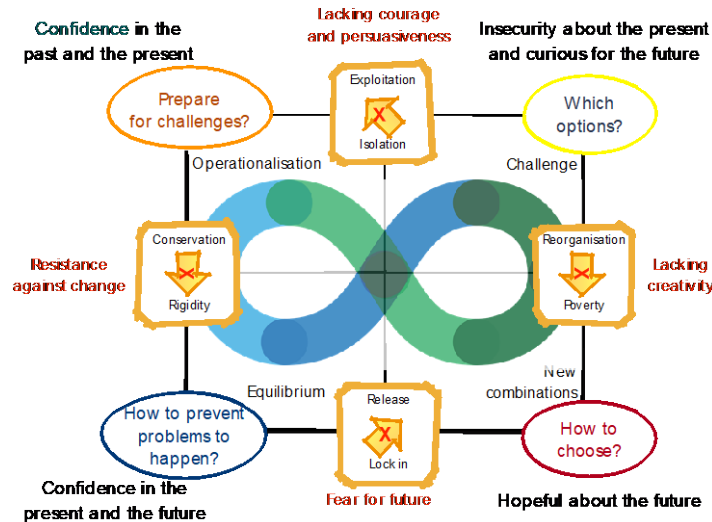 Confidence in the
past and the present
Lacking courage
and persuasiveness
Insecurity about the present
and curious for the future
Prepare
for challenges?
Exploitation
X
Isolation
Which
options?
Operationalisation
Challenge
Resistance
against change
Conservation
X
Rigidity
Reorganisation
X
Poverty
Lacking
creativity
Equilibrium
New
combinations
How to prevent
problems to
happen?
Release
X
Lock in
How to
choose?
Confidence in the
present and the future
Fear for future
Hopeful about the future